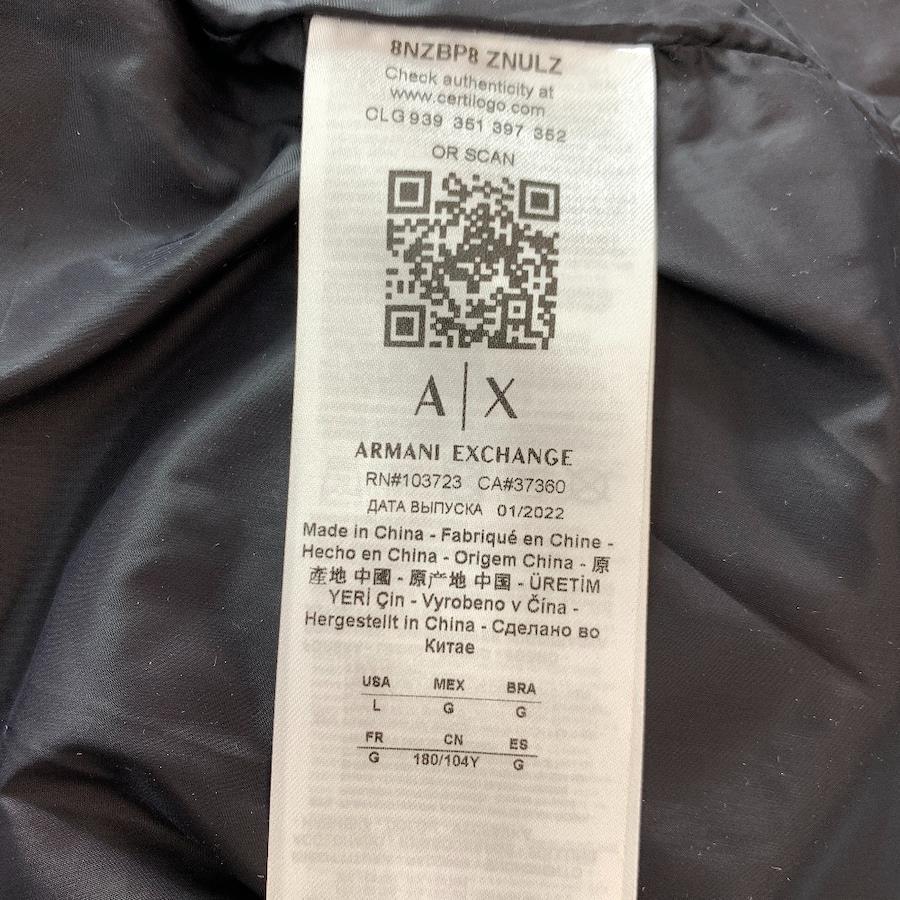 8NZBP8 ZNULZ
Check authenticity at
www.certilogo.com
CLG 939 351 397 352
OR SCAN
A|X
ARMANI EXCHANGE
RN#103723 CA#37360
ДАТА ВЫПУСКА 01/2022
Made in China - Fabriqué en Chine -
Hecho en China - Origem China - 原
產地 中國 - 原产地 中国 - ÜRETİM
YERİ Çin - Vyrobeno v Čína -
Hergestellt in China - Сделано во
Китае
USA MEX BRA
L G G
FR CN ES
G 180/104Y G